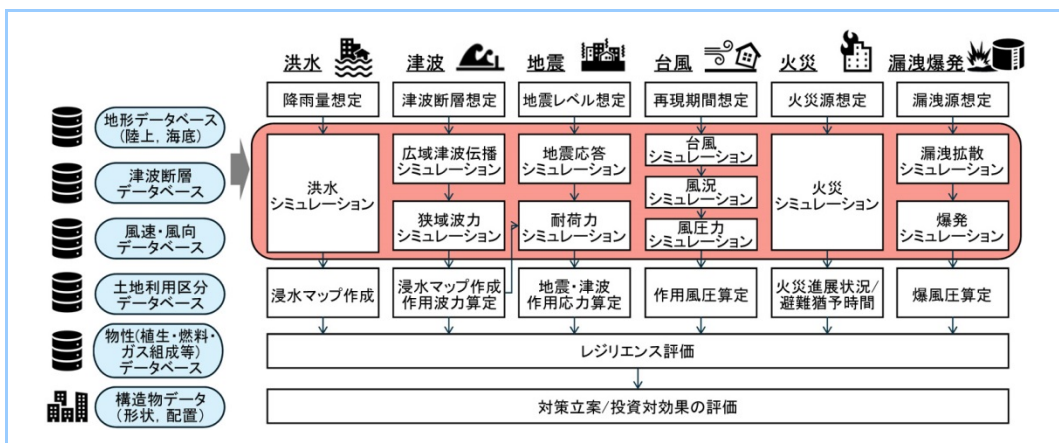 洪水
津波
地震
台風
火災
漏洩爆発
降雨量想定
津波断層想定
地震レベル想定
再現期間想定
火災源想定
漏洩源想定
地形データベース
(陸上, 海底)
津波断層
データベース
風速・風向
データベース
土地利用区分
データベース
物性(植生・燃料・
ガス組成等)
データベース
構造物データ
(形状, 配置)
洪水
シミュレーション
広域津波伝播
シミュレーション
狭域波力
シミュレーション
地震応答
シミュレーション
耐荷力
シミュレーション
台風
シミュレーション
風況
シミュレーション
風圧力
シミュレーション
火災
シミュレーション
漏洩拡散
シミュレーション
爆発
シミュレーション
浸水マップ作成
浸水マップ作成
作用波力算定
地震・津波
作用応力算定
作用風圧算定
火災進展状況/
避難猶予時間
爆風圧算定
レジリエンス評価
対策立案/投資対効果の評価